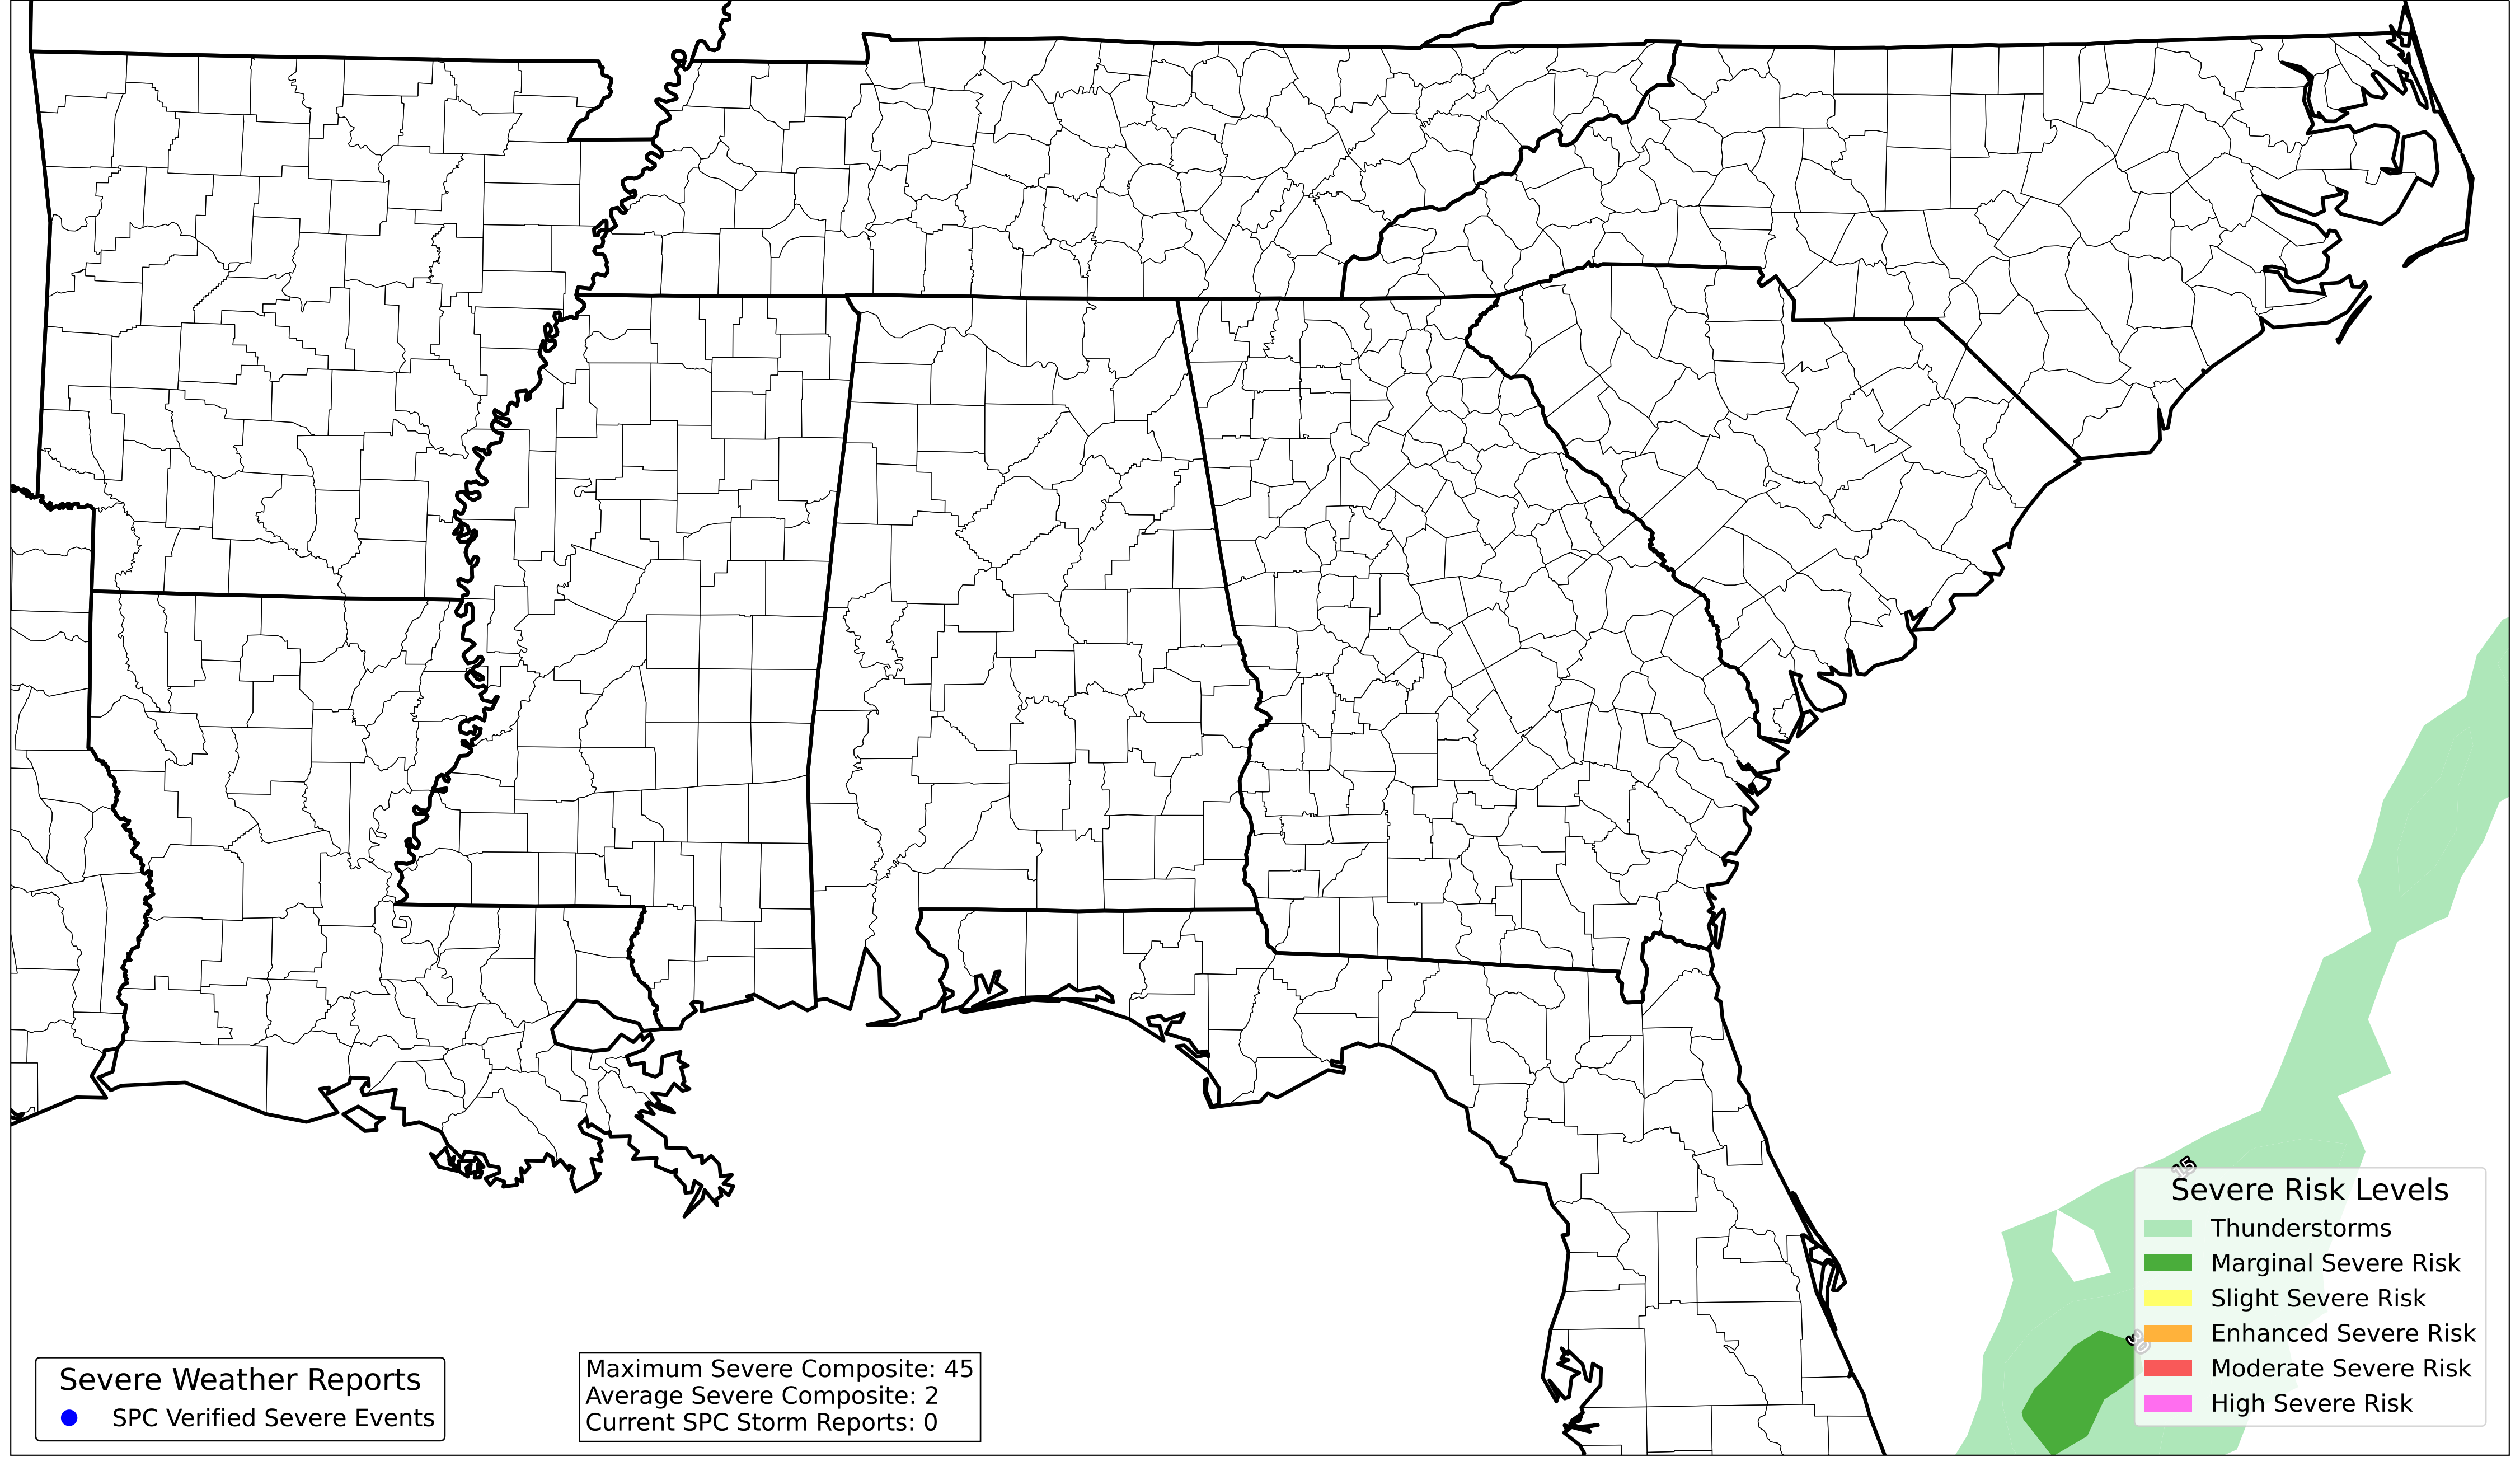 15
Severe Risk Levels
Thunderstorms
Marginal Severe Risk
Slight Severe Risk
Enhanced Severe Risk
Moderate Severe Risk
High Severe Risk
Severe Weather Reports
SPC Verified Severe Events
Maximum Severe Composite: 45
Average Severe Composite: 2
Current SPC Storm Reports: 0